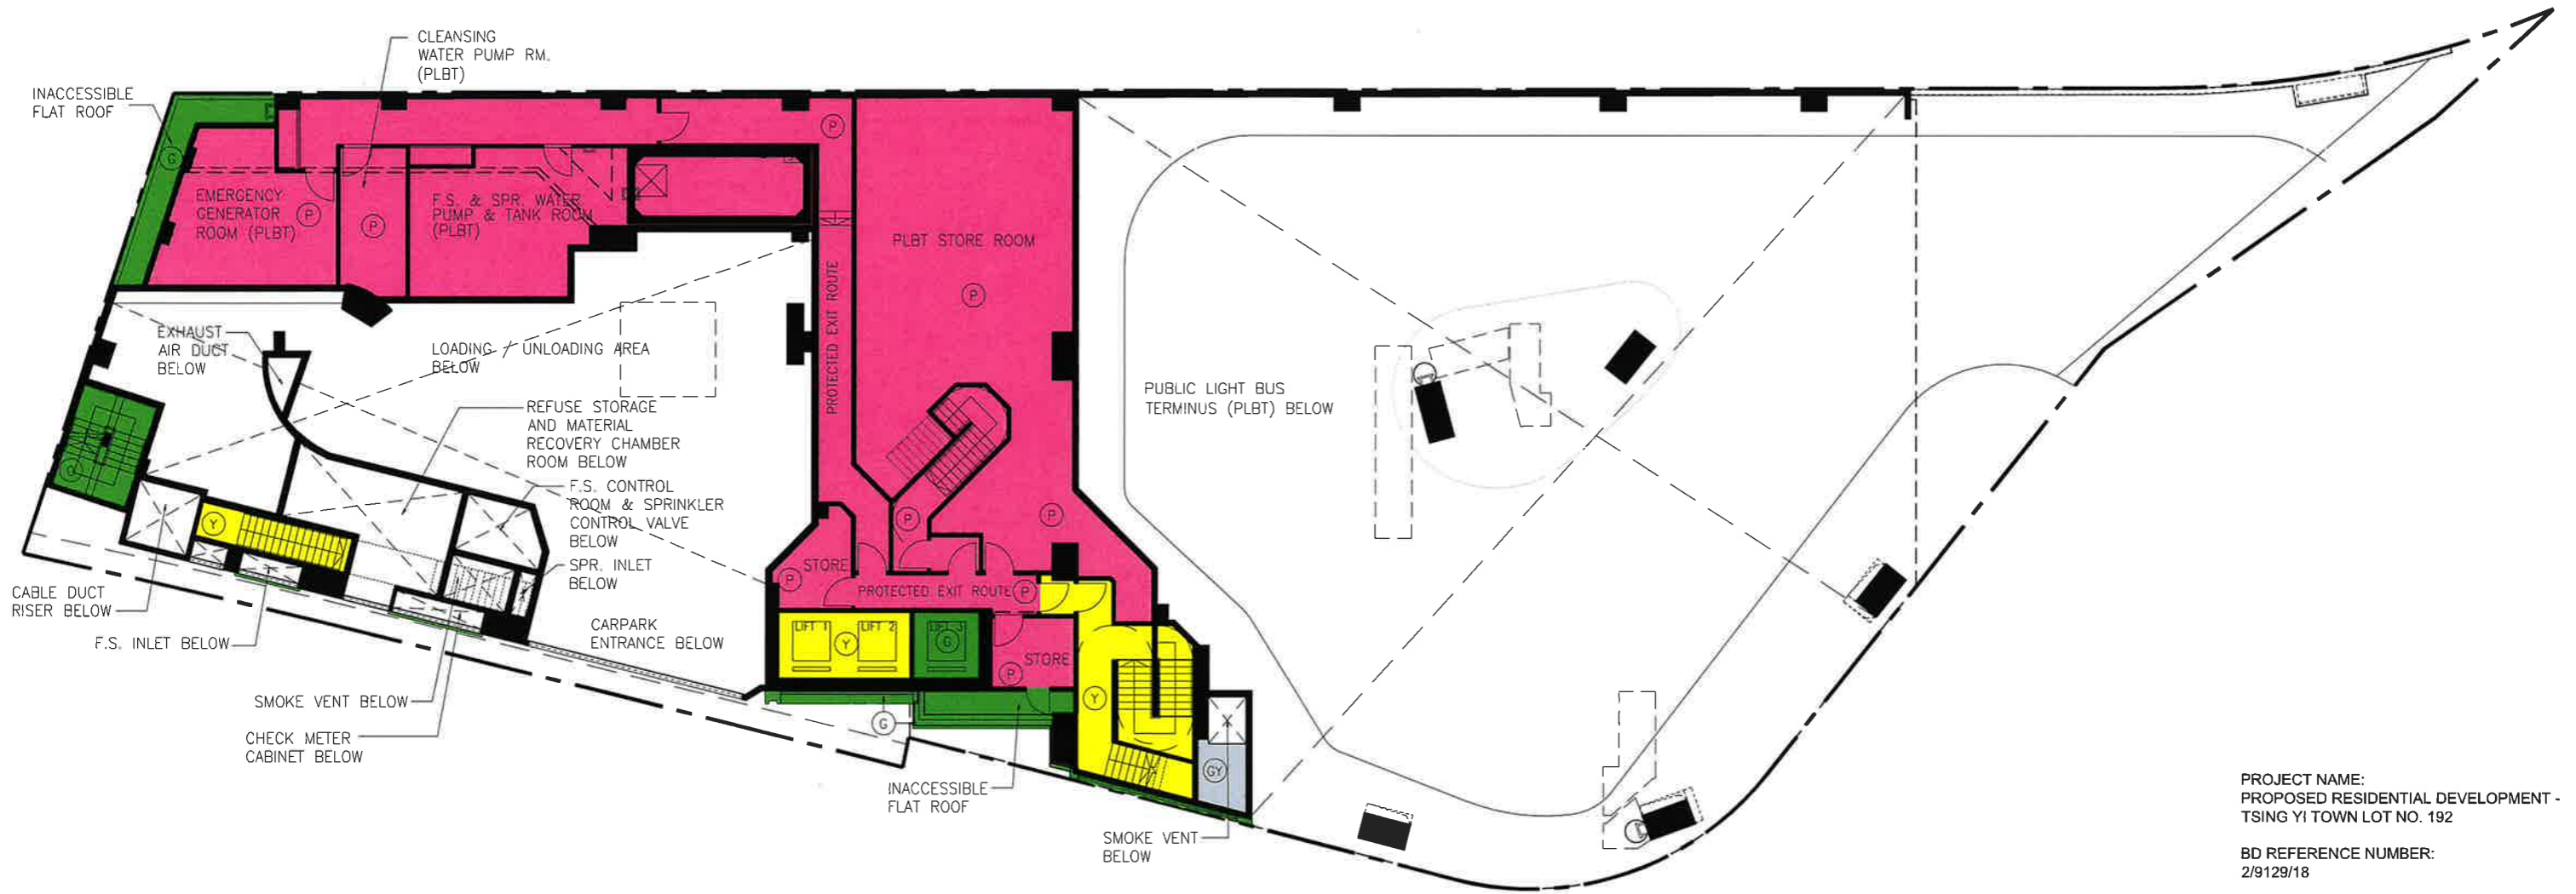 CLEANSING
WATER PUMP RM.
(PLBT)
INACCESSIBLE
FLAT ROOF
G
P
EMERGENCY
GENERATOR
ROOM (PLBT)
P
P
F.S. & SPR. WATER
PUMP & TANK ROOM
(PLBT)
PLBT STORE ROOM
P
PROTECTED EXIT ROUTE
EXHAUST
AIR DUCT
BELOW
LOADING / UNLOADING AREA
BELOW
PUBLIC LIGHT BUS
TERMINUS (PLBT) BELOW
REFUSE STORAGE
AND MATERIAL
RECOVERY CHAMBER
ROOM BELOW
F.S. CONTROL
ROOM & SPRINKLER
CONTROL VALVE
BELOW
SPR. INLET
BELOW
G
Y
P
P
STORE
P
PROTECTED EXIT ROUTE
P
CABLE DUCT
RISER BELOW
F.S. INLET BELOW
CARPARK
ENTRANCE BELOW
LIFT 1
Y
LIFT 2
LIFT 3
G
STORE
P
Y
SMOKE VENT BELOW
CHECK METER
CABINET BELOW
G
INACCESSIBLE
FLAT ROOF
GY
SMOKE VENT
BELOW
PROJECT NAME:
PROPOSED RESIDENTIAL DEVELOPMENT -
TSING YI TOWN LOT NO. 192
BD REFERENCE NUMBER:
2/9129/18